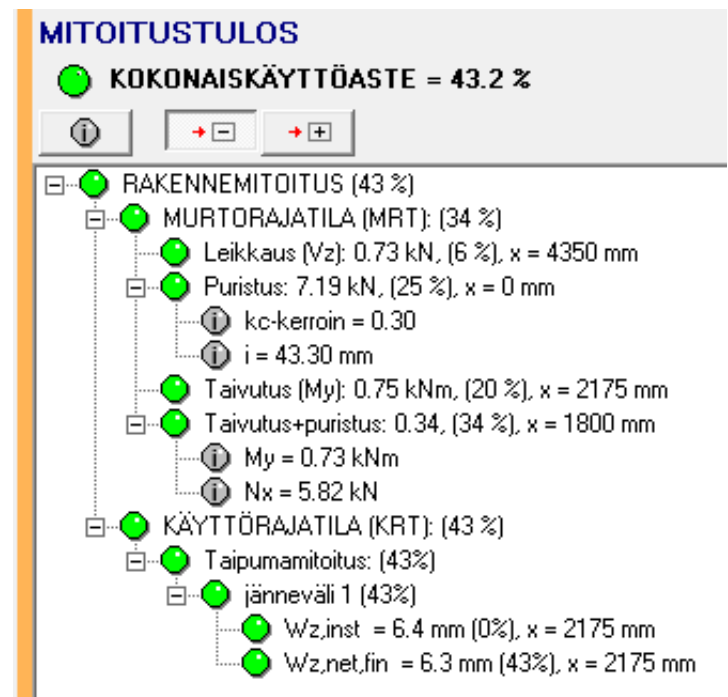 MITOITUSTULOS
KOKONAISKÄYTTÖASTE = 43.2 %
RAKENNEMITOITUS (43 %)
MURTORAJATILA (MRT): (34 %)
Leikkaus (Vz): 0.73 kN, (6 %), x = 4350 mm
Puristus: 7.19 kN, (25 %), x = 0 mm
kc-kerroin = 0.30
i = 43.30 mm
Taivutus (My): 0.75 kNm, (20 %), x = 2175 mm
Taivutus+puristus: 0.34, (34 %), x = 1800 mm
My = 0.73 kNm
Nx = 5.82 kN
KÄYTTÖRAJATILA (KRT): (43 %)
Taipumamitoitus: (43%)
jänneväli 1 (43%)
Wz,inst = 6.4 mm (0%), x = 2175 mm
Wz,net,fin = 6.3 mm (43%), x = 2175 mm